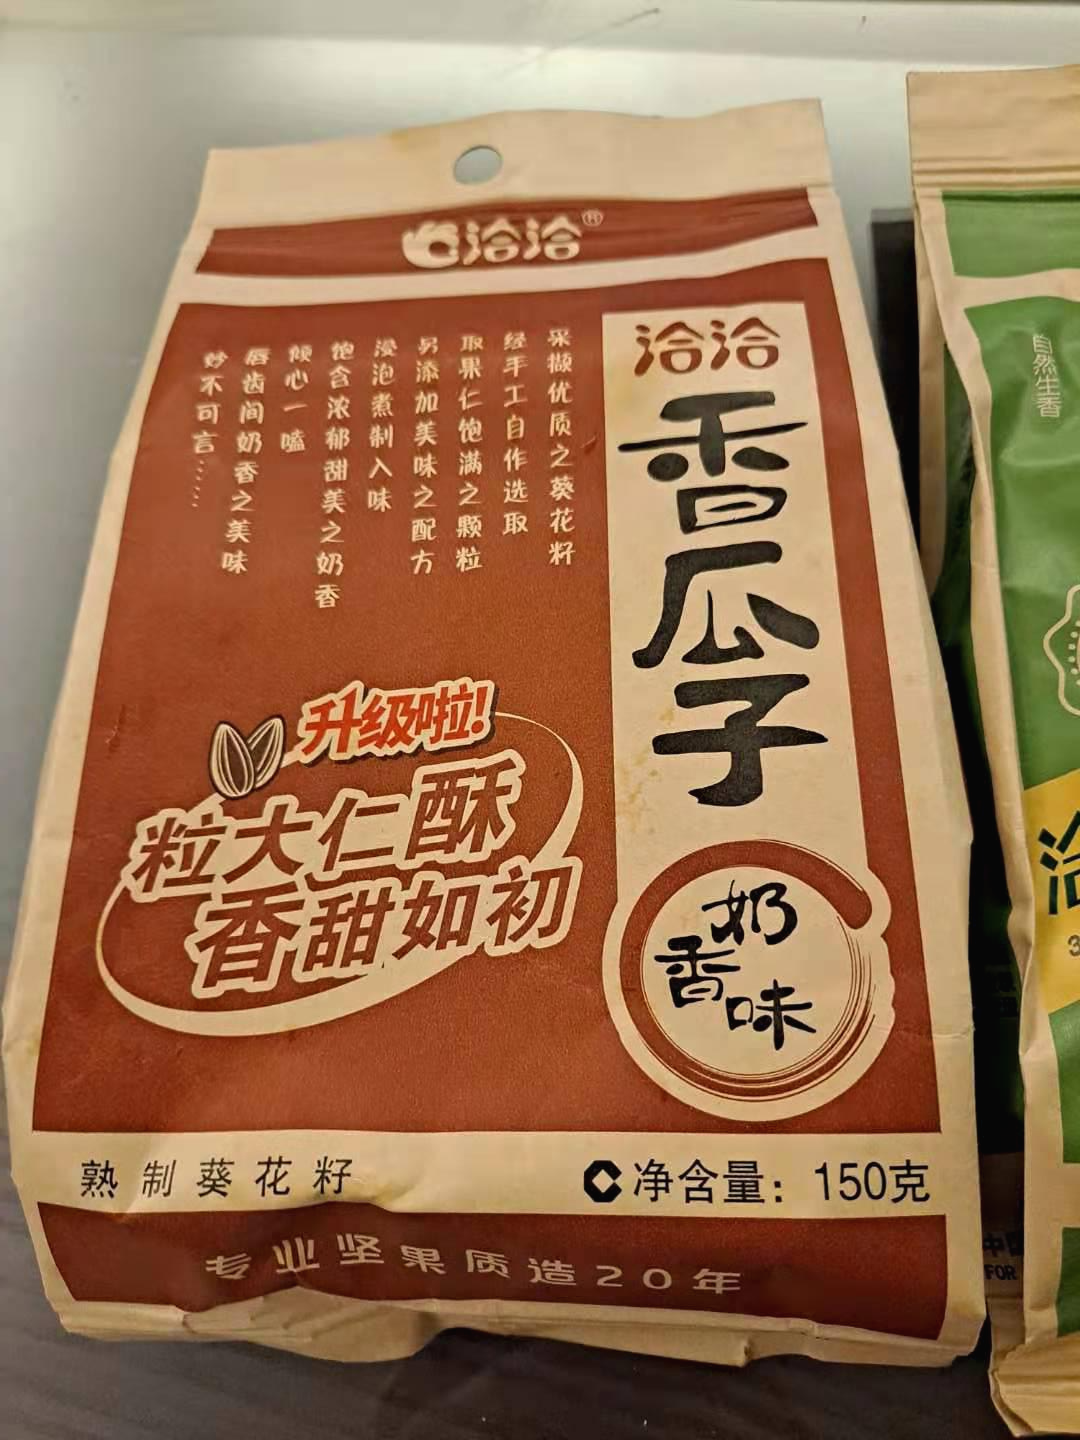 洽洽®
洽洽
香瓜子
奶香味
采撷优质之葵花籽
经手工自作选取
取果仁饱满之颗粒
另添加美味之配方
浸泡煮制入味
饱含浓郁甜美之奶香
倾心一嗑
唇齿间奶香之美味
妙不可言……
升级啦!
粒大仁酥
香甜如初
熟制葵花籽
净含量：150克
专业坚果质造20年
自然生香
洽
3
中国
FOR